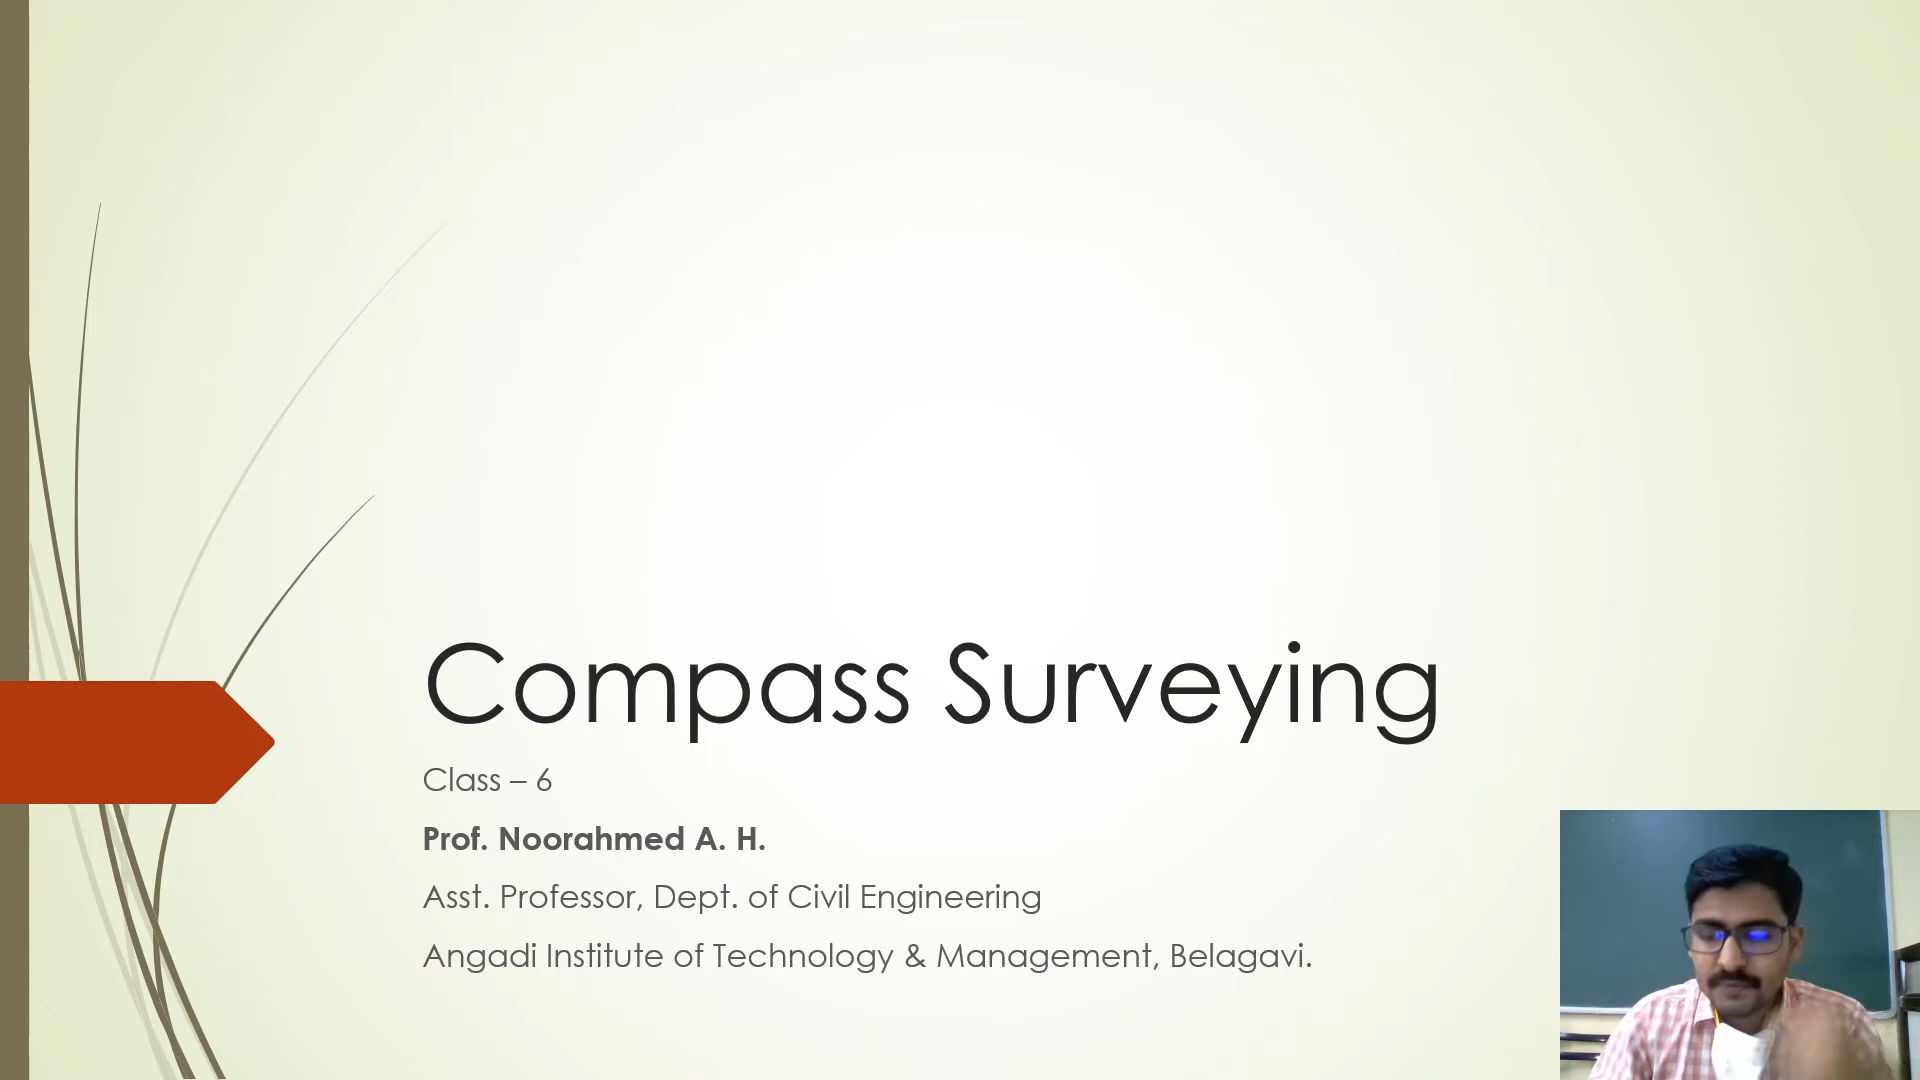 Compass Surveying
Class – 6
Prof. Noorahmed A. H.
Asst. Professor, Dept. of Civil Engineering
Angadi Institute of Technology & Management, Belagavi.